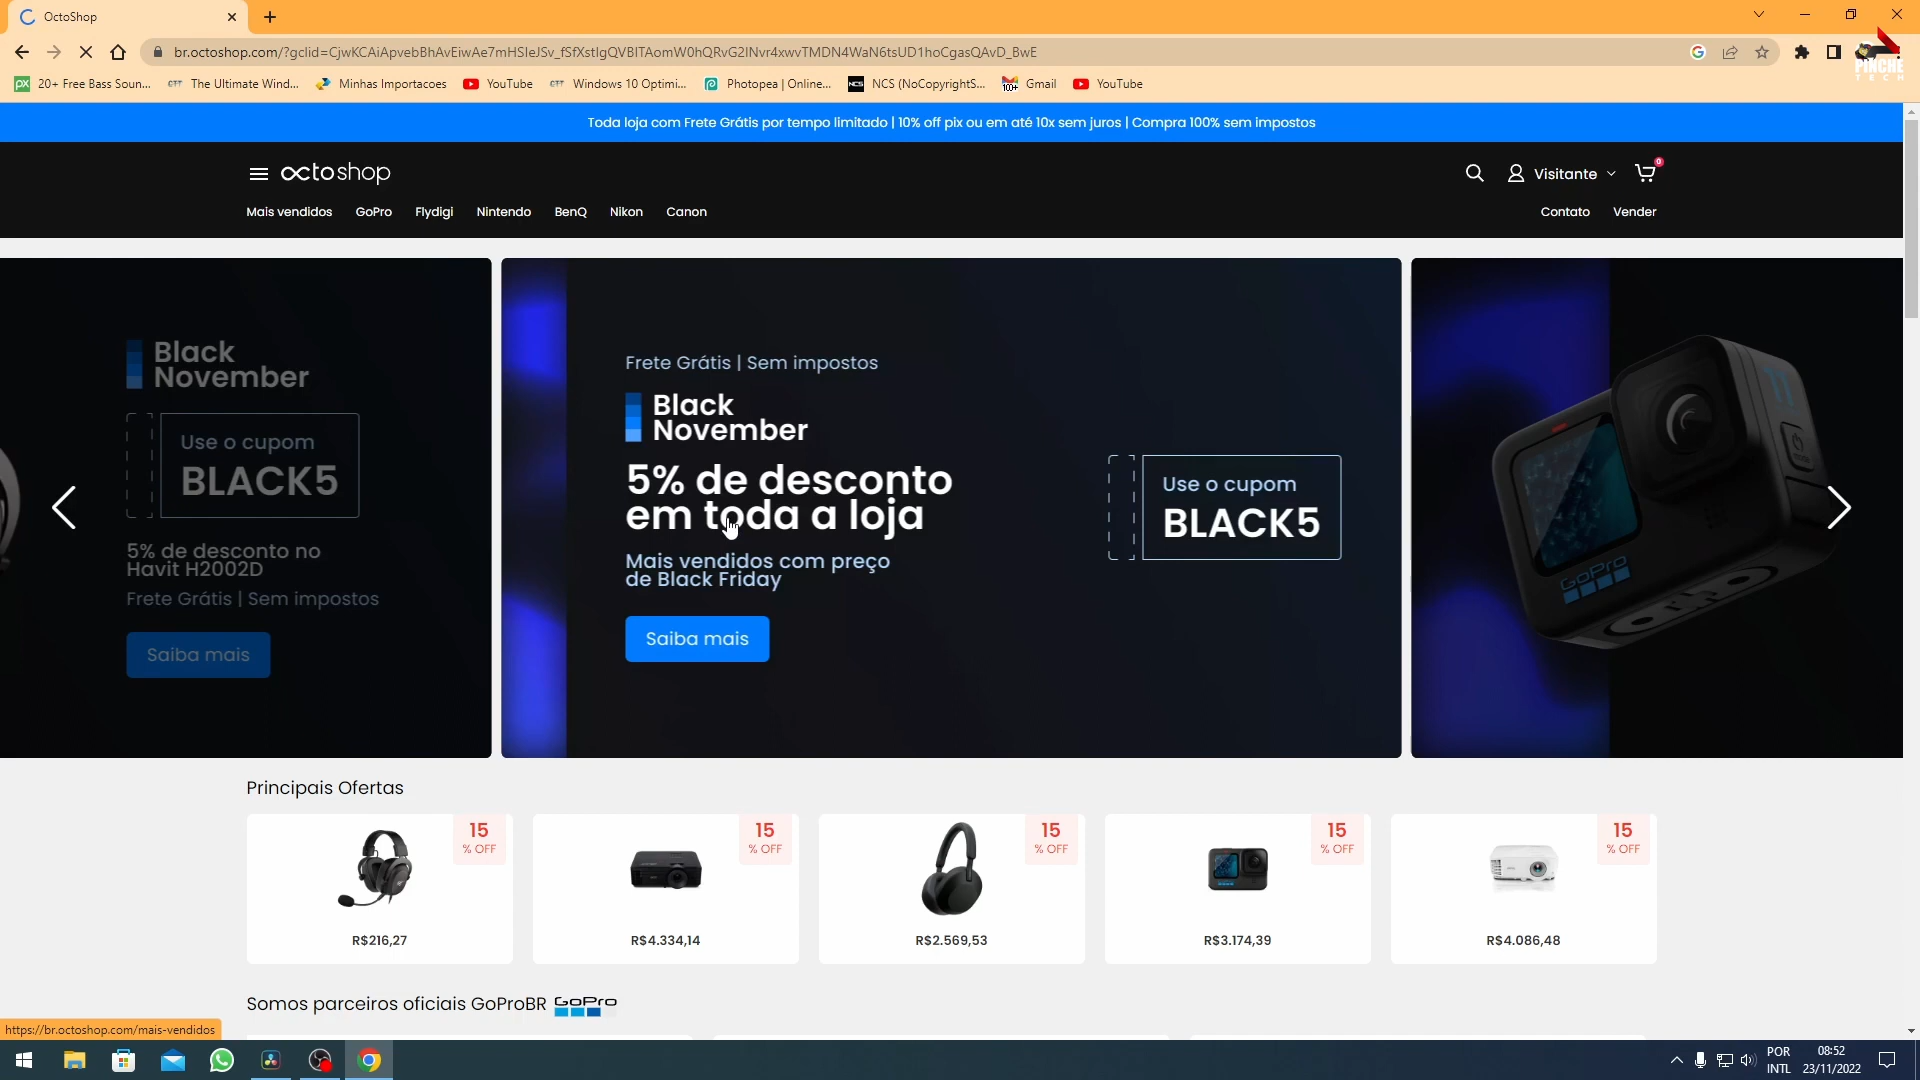 OctoShop
br.octoshop.com/?gclid=CjwKCAiApvebBhAvEiwAe7mHSIeJSv_fSfXstIgQVBITAomW0hQRvG2INvr4xwvTMDN4WaN6tsUD1hoCgasQAvD_BwE
PINCHE
TECH
20+ Free Bass Soun...
The Ultimate Wind...
Minhas Importacoes
YouTube
Windows 10 Optimi...
Photopea | Online...
NCS (NoCopyrightS...
Gmail
YouTube
Toda loja com Frete Grátis por tempo limitado | 10% off pix ou em até 10x sem juros | Compra 100% sem impostos
octoshop
Visitante
0
Mais vendidos
GoPro
Flydigi
Nintendo
BenQ
Nikon
Canon
Contato
Vender
Black
November
Use o cupom
BLACK5
5% de desconto no
Havit H2002D
Frete Grátis | Sem impostos
Saiba mais
Frete Grátis | Sem impostos
Black
November
5% de desconto
em toda a loja
Mais vendidos com preço
de Black Friday
Saiba mais
Use o cupom
BLACK5
11
GoPro
Principais Ofertas
15
% OFF
R$216,27
15
% OFF
R$4.334,14
15
% OFF
R$2.569,53
15
% OFF
R$3.174,39
15
% OFF
R$4.086,48
Somos parceiros oficiais GoProBR GoPro
https://br.octoshop.com/mais-vendidos
POR
INTL
08:52
23/11/2022